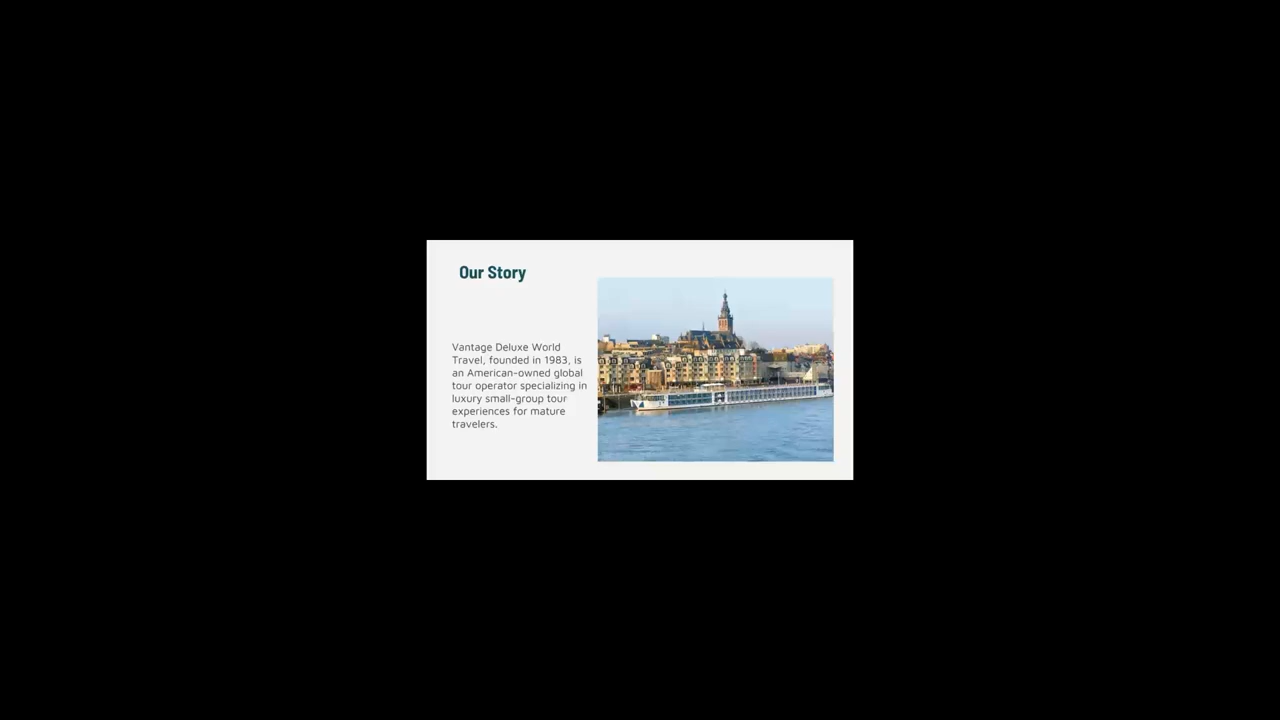 Our Story
Vantage Deluxe World
Travel, founded in 1983, is
an American-owned global
tour operator specializing in
luxury small-group tour
experiences for mature
travelers.